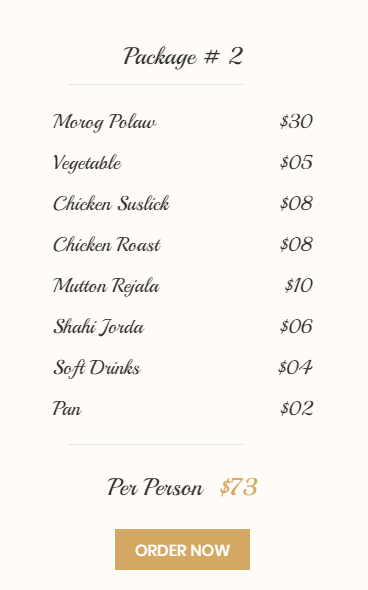 Package # 2
Morog Polaw $30
Vegetable $05
Chicken Suslick $08
Chicken Roast $08
Mutton Rejala $10
Shahi Jorda $06
Soft Drinks $04
Pan $02
Per Person $73
ORDER NOW